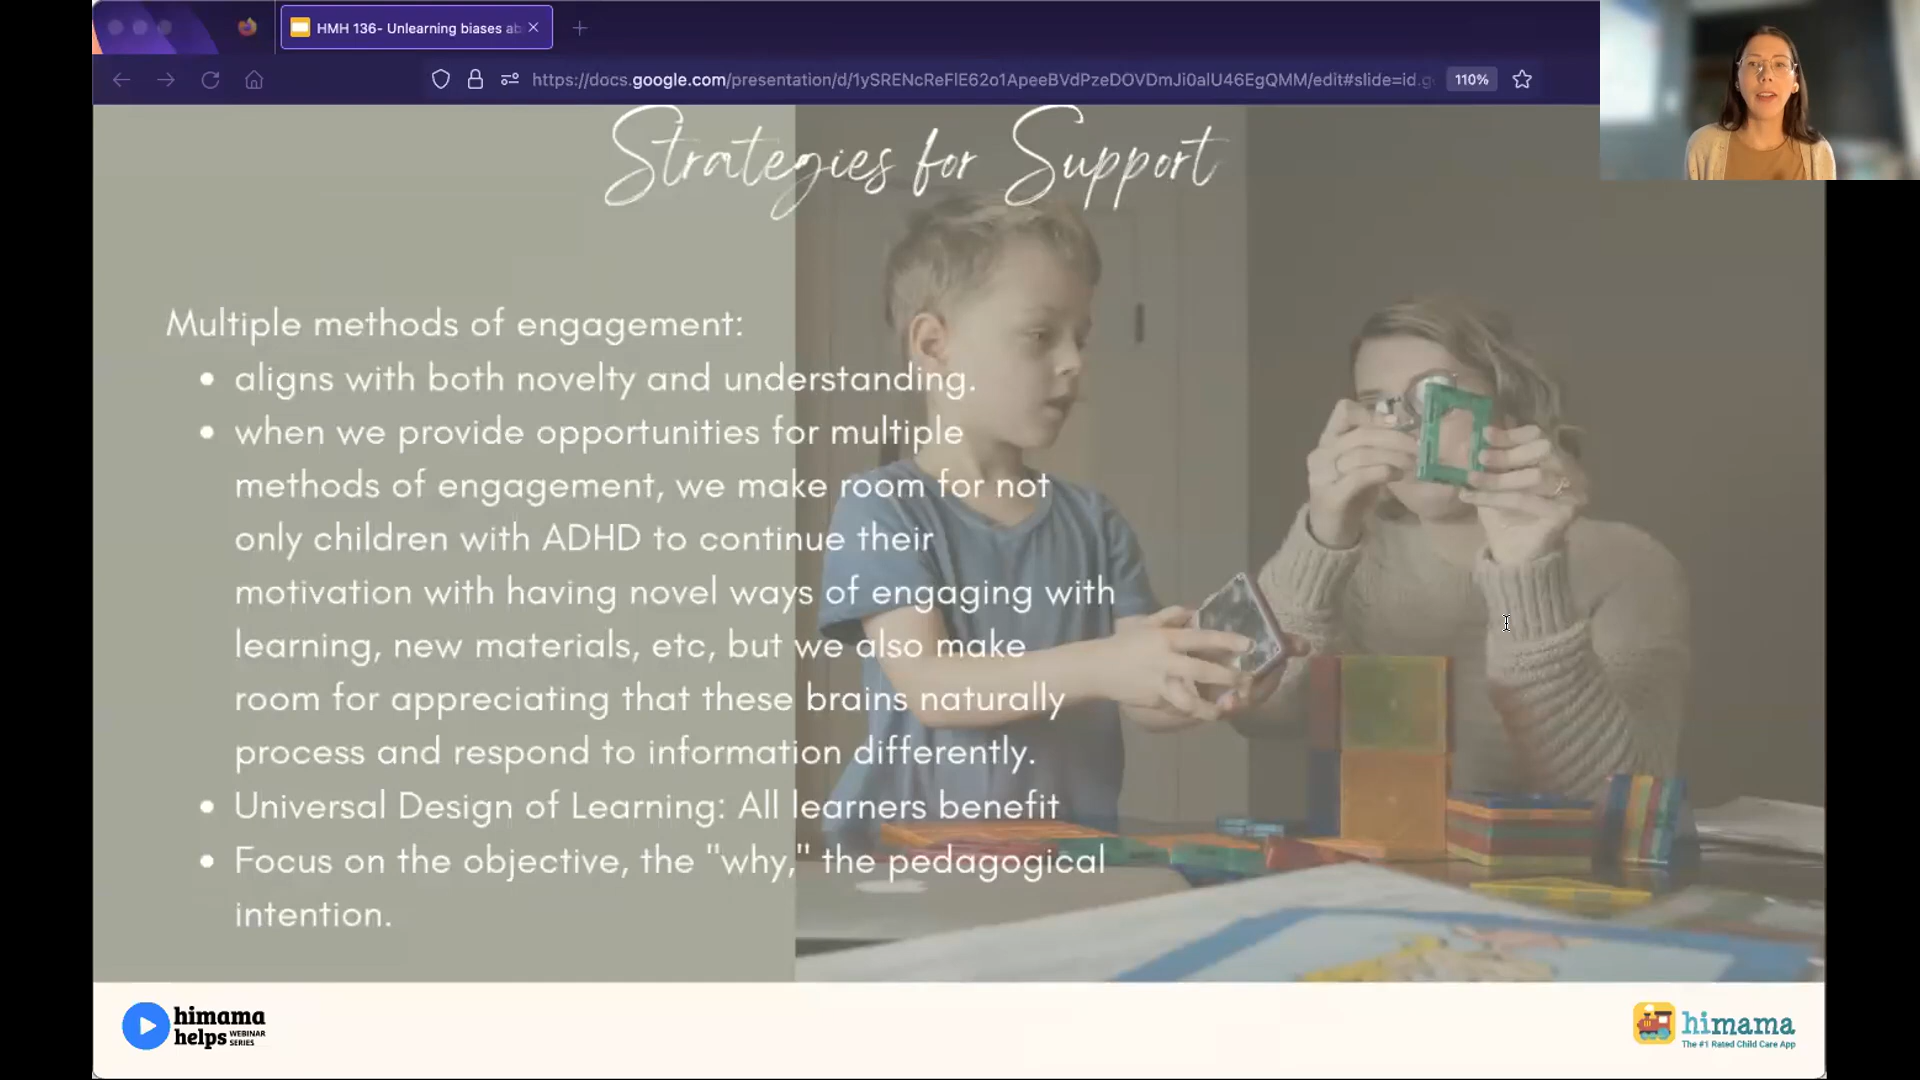 HMH 136- Unlearning biases ab
https://docs.google.com/presentation/d/1ySRENcReFlE62o1ApeeBVdPzeDOVDmJi0alU46EgQMM/edit#slide=id.g
110%
Strategies for Support
Multiple methods of engagement:
• aligns with both novelty and understanding.
• when we provide opportunities for multiple
methods of engagement, we make room for not
only children with ADHD to continue their
motivation with having novel ways of engaging with
learning, new materials, etc, but we also make
room for appreciating that these brains naturally
process and respond to information differently.
• Universal Design of Learning: All learners benefit
• Focus on the objective, the "why," the pedagogical
intention.
himama
helps WEBINAR
SERIES
himama
The #1 Rated Child Care App